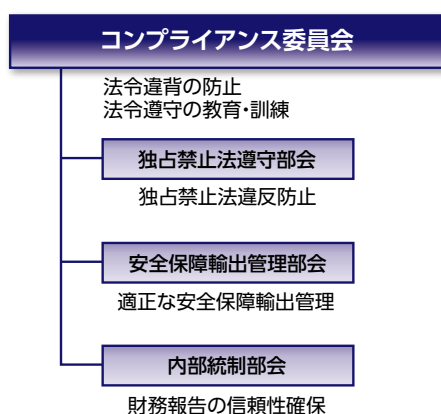 コンプライアンス委員会
法令違背の防止
法令遵守の教育・訓練
独占禁止法遵守部会
独占禁止法違反防止
安全保障輸出管理部会
適正な安全保障輸出管理
内部統制部会
財務報告の信頼性確保